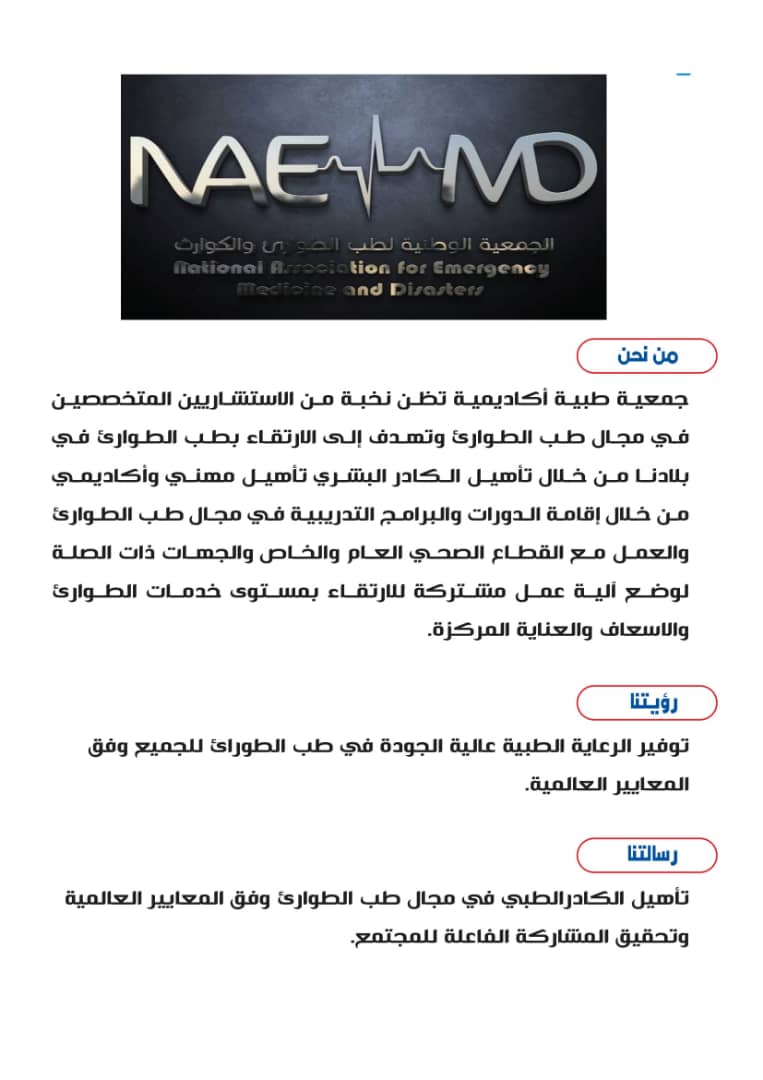 NAE MD
الجمعية الوطنية لطب الطوارئ والكوارث
National Association for Emergency
Medicine and Disasters
من نحن
جمعية طبية أكاديمية تظن نخبة من الاستشاريين المتخصصين
في مجال طب الطوارئ وتهدف إلى الارتقاء بطب الطوارئ في
بلادنا من خلال تأهيل الكادر البشري تأهيل مهني وأكاديمي
من خلال إقامة الدورات والبرامج التدريبية في مجال طب الطوارئ
والعمل مع القطاع الصحي العام والخاص والجهات ذات الصلة
لوضع آلية عمل مشتركة للارتقاء بمستوى خدمات الطوارئ
والاسعاف والعناية المركزة.
رؤيتنا
توفير الرعاية الطبية عالية الجودة في طب الطورائ للجميع وفق
المعايير العالمية.
رسالتنا
تأهيل الكادرالطبي في مجال طب الطوارئ وفق المعايير العالمية
وتحقيق المشاركة الفاعلة للمجتمع.